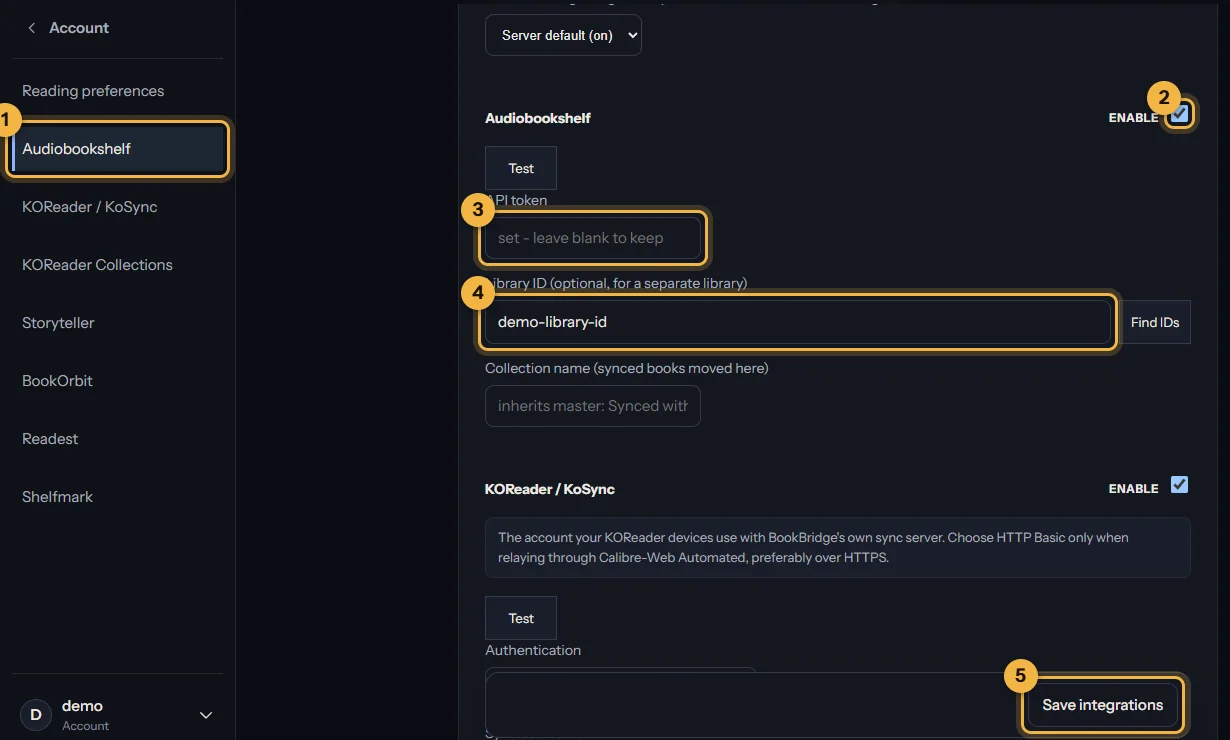 Account
Reading preferences
1
Audiobookshelf
KOReader / KoSync
KOReader Collections
Storyteller
BookOrbit
Readest
Shelfmark
D
demo
Account
Server default (on)
Audiobookshelf
ENABLE
2
Test
API token
3
set - leave blank to keep
Library ID (optional, for a separate library)
4
demo-library-id
Find IDs
Collection name (synced books moved here)
inherits master: Synced with
KOReader / KoSync
ENABLE
The account your KOReader devices use with BookBridge's own sync server. Choose HTTP Basic only when
relaying through Calibre-Web Automated, preferably over HTTPS.
Test
Authentication
5
Save integrations